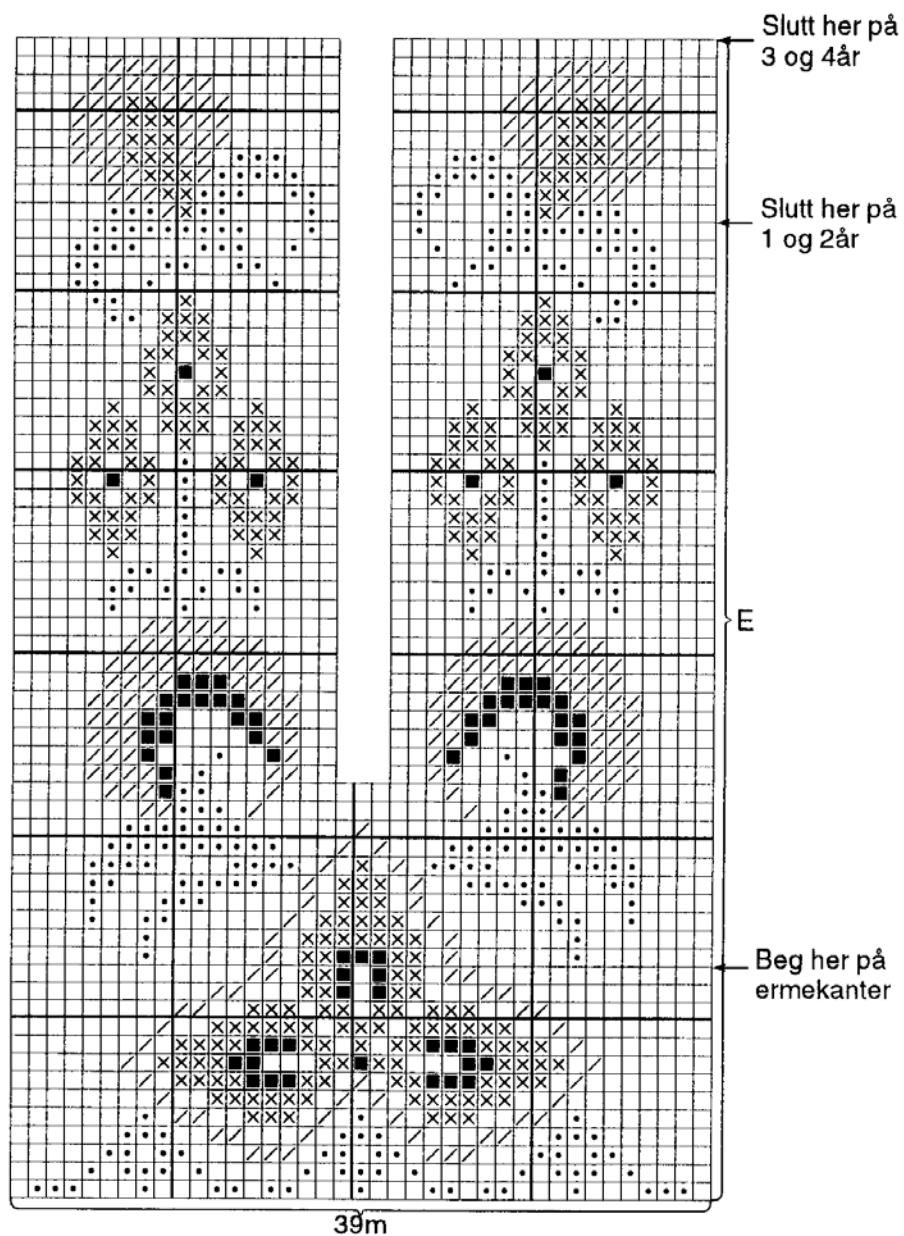 Slutt her på
3 og 4år
Slutt her på
1 og 2år
E
Beg her på
ermekanter
39m